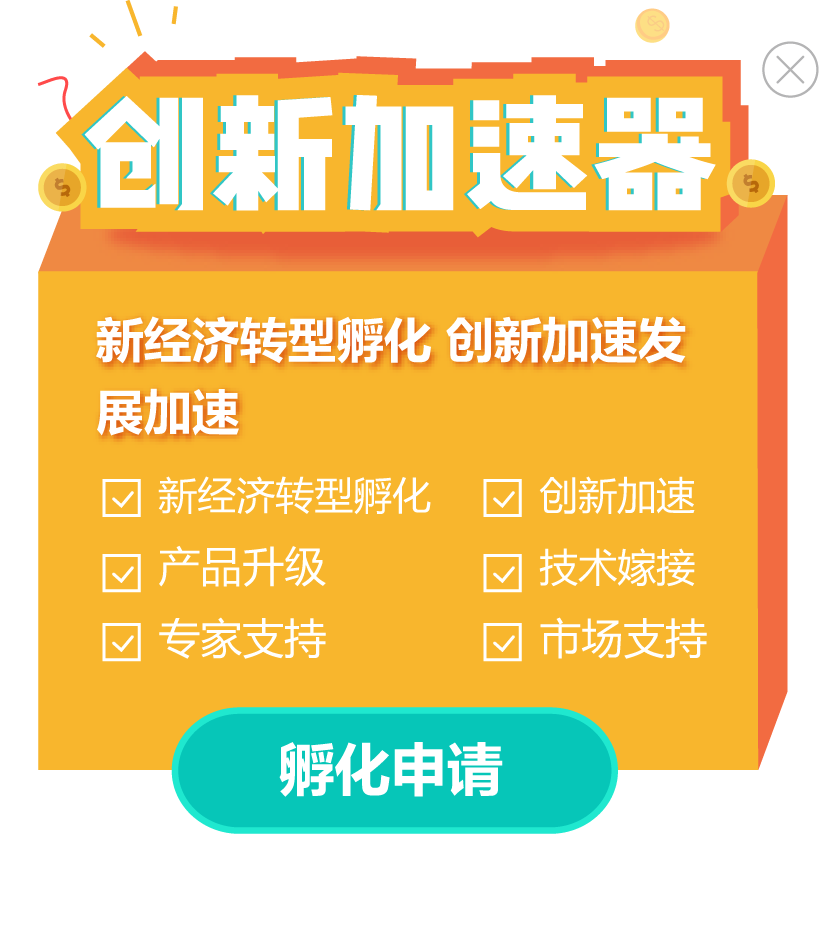 创新加速器
新经济转型孵化 创新加速发
展加速
新经济转型孵化 创新加速
产品升级 技术嫁接
专家支持 市场支持
孵化申请